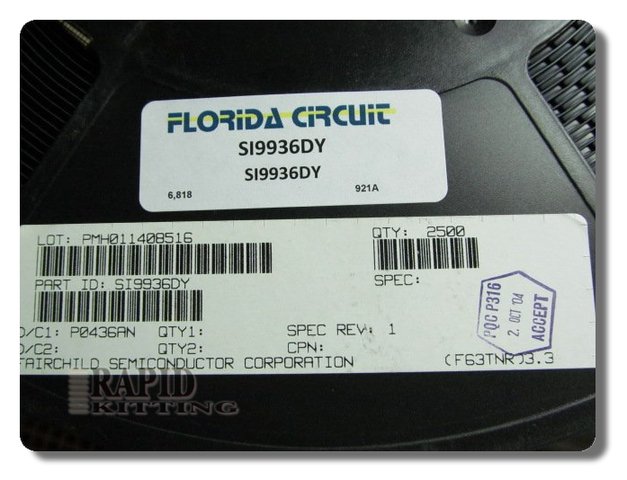 FLORIDA CIRCUIT
SI9936DY
SI9936DY
6,818 921A
LOT: PMH011408516 QTY: 2500
PART ID: SI9936DY SPEC:
D/C1: P0436AN QTY1: SPEC REV: 1
D/C2: QTY2: CPN:
FAIRCHILD SEMICONDUCTOR CORPORATION (F63TNR)3.3
PQC P316
2. OCT '04
ACCEPT
RAPID
KITTING